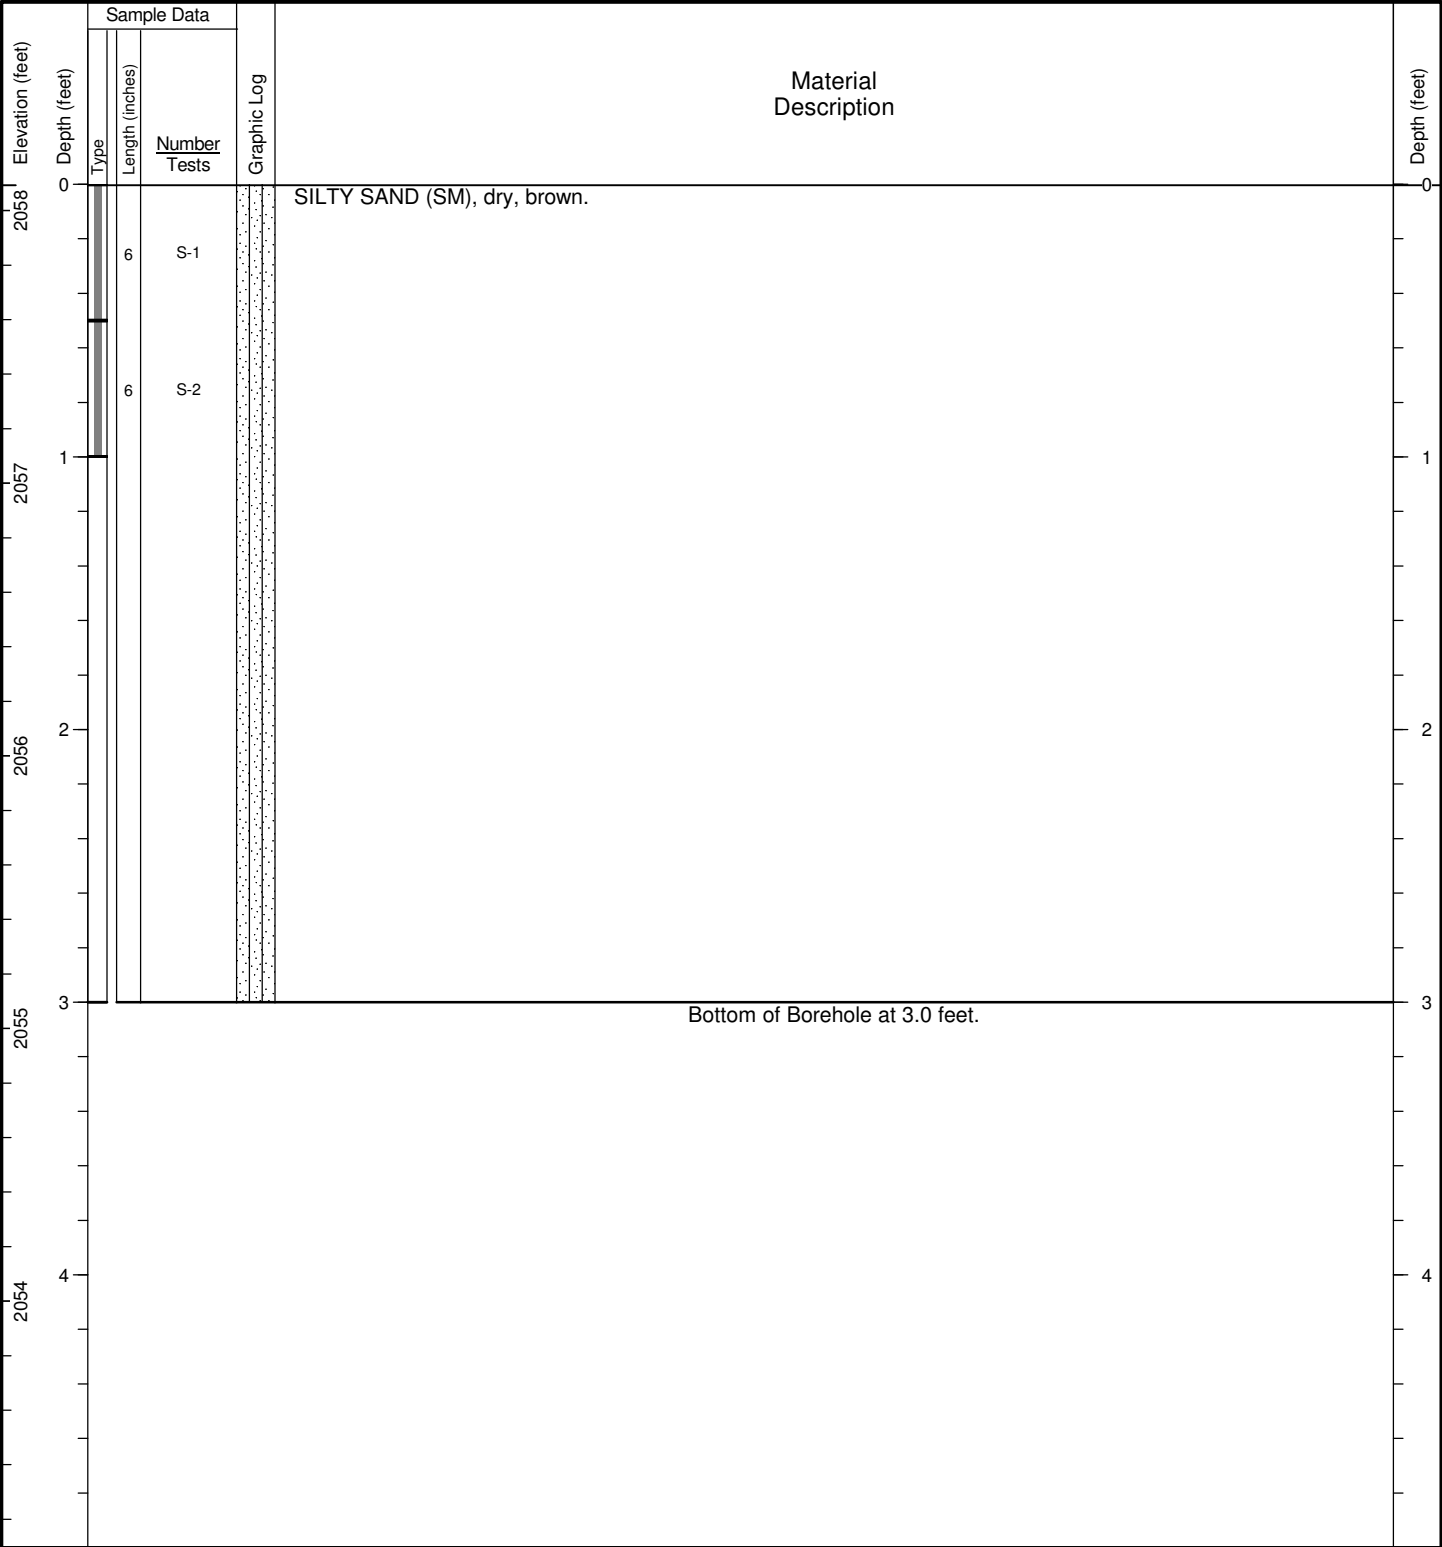 Sample Data
Elevation (feet)
Depth (feet)
Type
Length (inches)
Number
Tests
Graphic Log
Material
Description
Depth (feet)
0
SILTY SAND (SM), dry, brown.
0
2058
6 S-1
6 S-2
1
1
2057
2
2
2056
3
3
Bottom of Borehole at 3.0 feet.
2055
4
4
2054